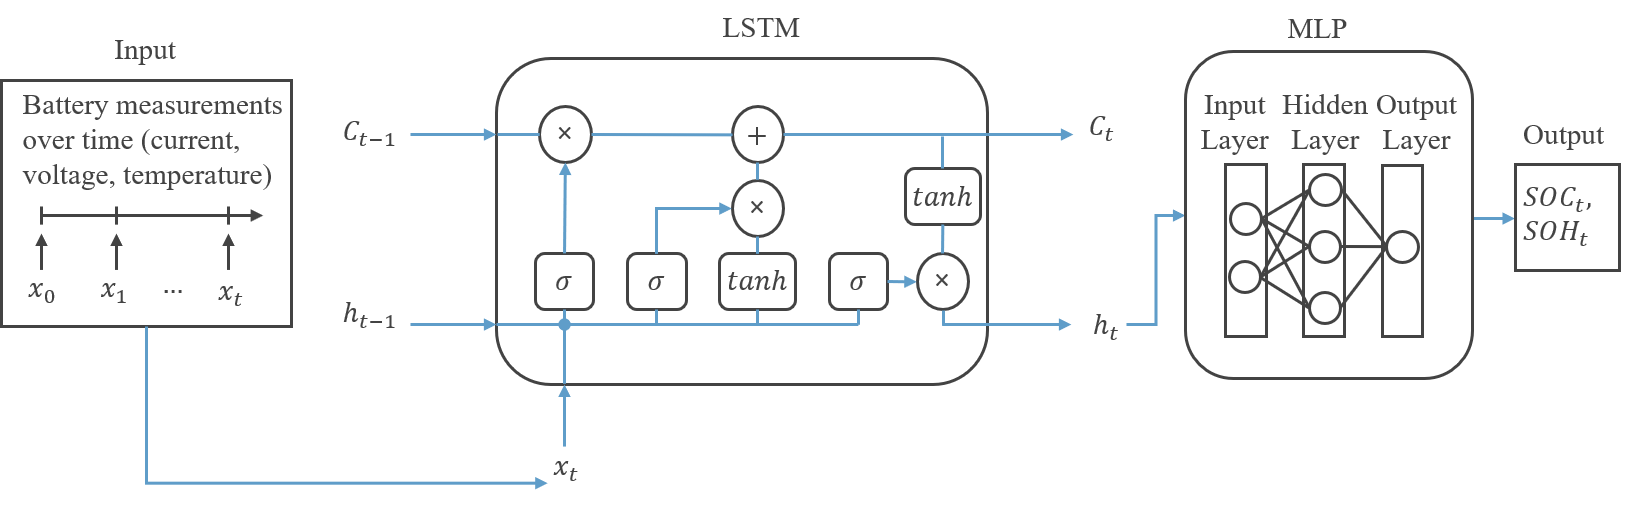 Input
Battery measurements
over time (current,
voltage, temperature)
x₀ x₁ ... xₜ
LSTM
Cₜ₋₁
×
+
Cₜ
×
tanh
σ
σ
tanh
σ
×
hₜ₋₁
hₜ
xₜ
MLP
Input
Layer
Hidden
Layer
Output
Layer
Output
SOCₜ,
SOHₜ